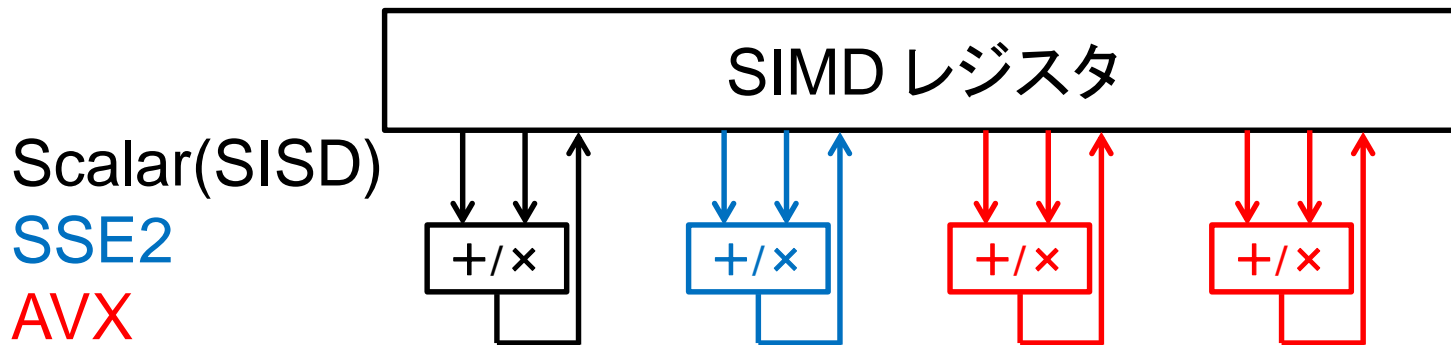 SIMD レジスタ
Scalar(SISD)
SSE2
AVX
+/×
+/×
+/×
+/×